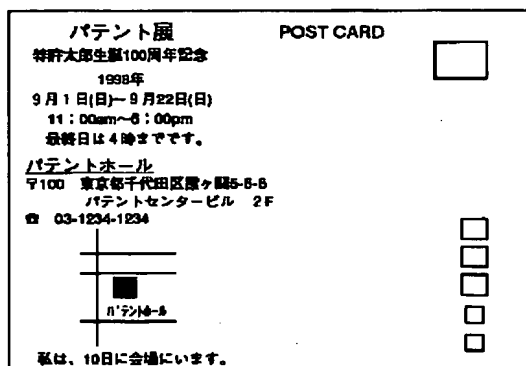 パテント展
POST CARD
特許太郎生誕100周年記念
1998年
9月1日(日)~9月22日(日)
11:00am~6:00pm
最終日は4時までです。
パテントホール
〒100 東京都千代田区霞ヶ関5-6-6
パテントセンタービル 2F
☎ 03-1234-1234
パテントホール
私は、10日に会場にいます。